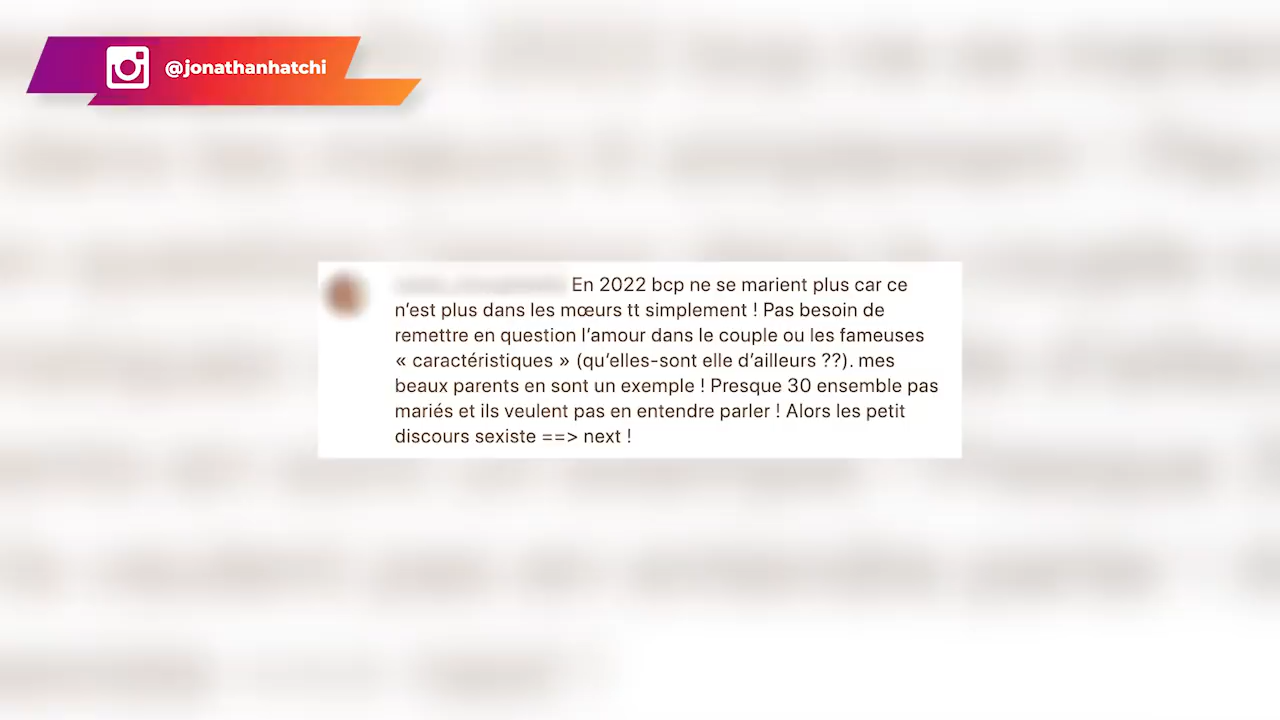 @jonathanhatchi
En 2022 bcp ne se marient plus car ce
n’est plus dans les mœurs tt simplement ! Pas besoin de
remettre en question l’amour dans le couple ou les fameuses
« caractéristiques » (qu’elles-sont elle d’ailleurs ??). mes
beaux parents en sont un exemple ! Presque 30 ensemble pas
mariés et ils veulent pas en entendre parler ! Alors les petit
discours sexiste ==> next !